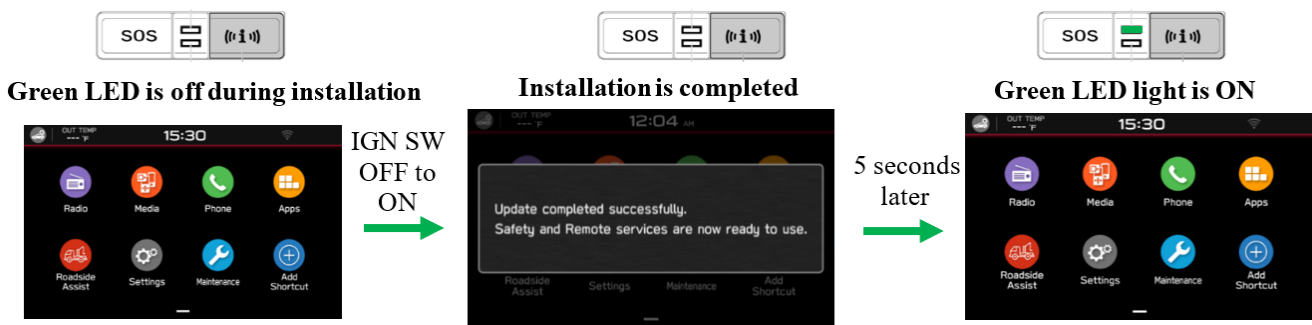 SOS ((i))
Green LED is off during installation
OUT TEMP
--- °F
15:30
Radio Media Phone Apps
Roadside Assist Settings Maintenance Add Shortcut
IGN SW
OFF to
ON
SOS ((i))
Installation is completed
OUT TEMP
--- °F
12:04 AM
Update completed successfully.
Safety and Remote services are now ready to use.
Roadside Assist Settings Maintenance Add Shortcut
5 seconds
later
SOS ((i))
Green LED light is ON
OUT TEMP
--- °F
15:30
Radio Media Phone Apps
Roadside Assist Settings Maintenance Add Shortcut